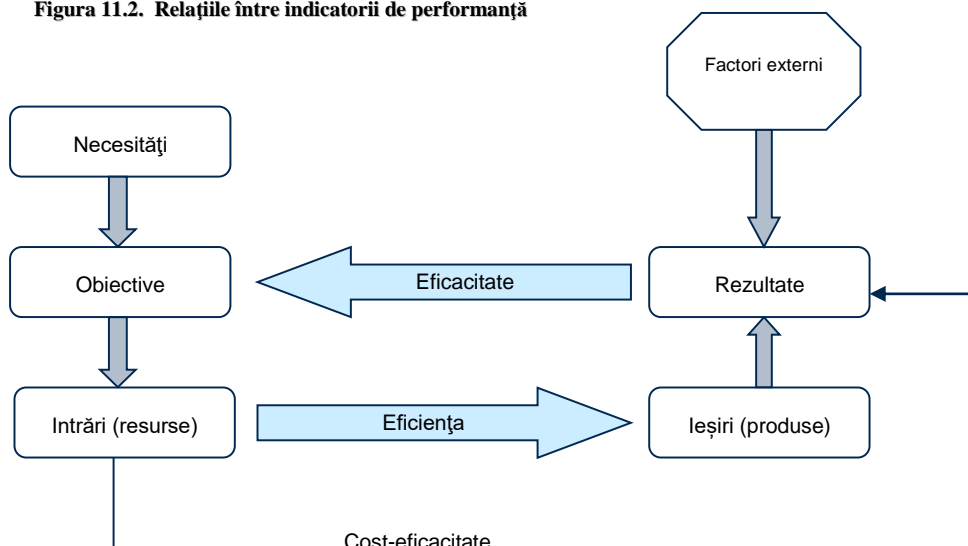 Figura 11.2. Relaţiile între indicatorii de performanţă
Factori externi
Necesităţi
Obiective
Eficacitate
Rezultate
Intrări (resurse)
Eficienţa
Ieșiri (produse)
Cost-eficacitate